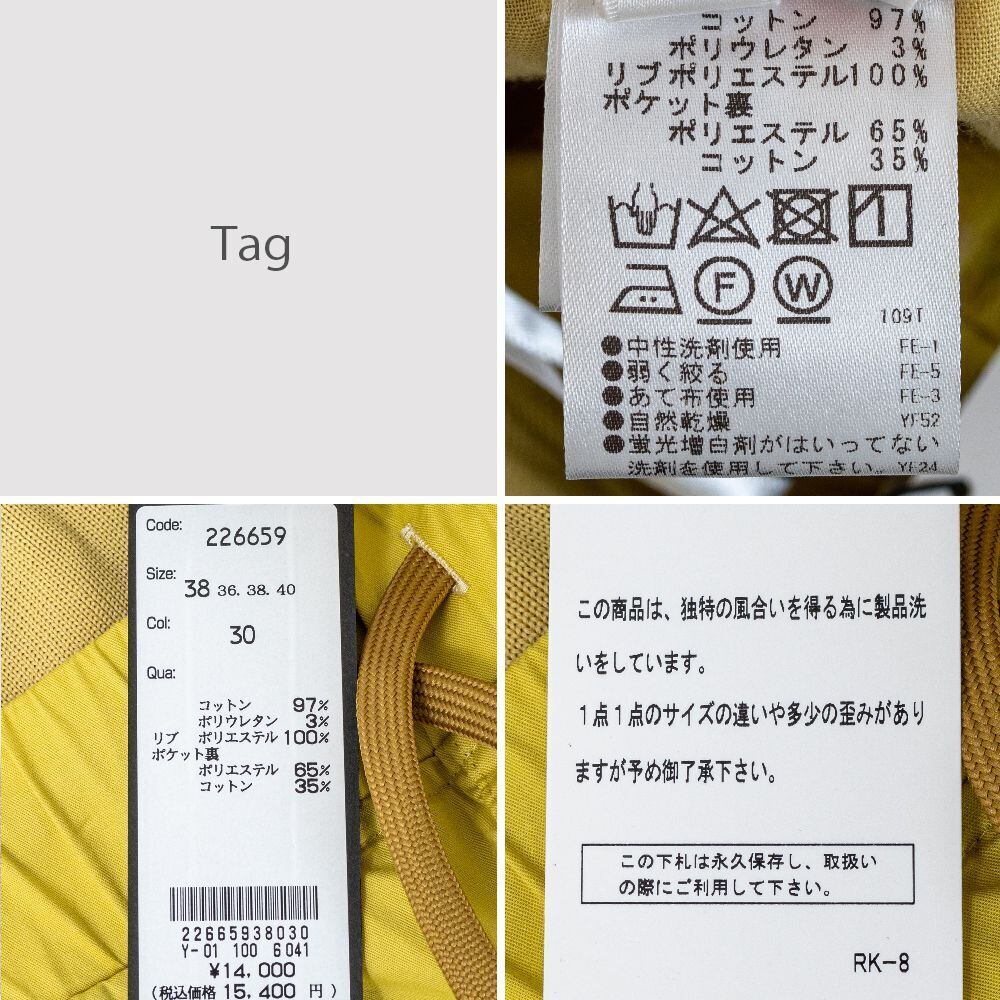 Tag
コットン 97%
ポリウレタン 3%
リブ ポリエステル100%
ポケット裏
ポリエステル 65%
コットン 35%
F W
109T
●中性洗剤使用 FE-1
●弱く絞る FE-5
●あて布使用 FE-3
●自然乾燥 YF52
●蛍光増白剤がはいってない
洗剤を使用して下さい。YF24
Code: 226659
Size: 38 36. 38. 40
Col: 30
Qua:
コットン 97%
ポリウレタン 3%
リブ ポリエステル 100%
ポケット裏
ポリエステル 65%
コットン 35%
22665938030
Y-01 100 6041
¥14,000
(税込価格 15,400 円)
この商品は、独特の風合いを得る為に製品洗
いをしています。
1点1点のサイズの違いや多少の歪みがあり
ますが予め御了承下さい。
この下札は永久保存し、取扱い
の際にご利用して下さい。
RK-8